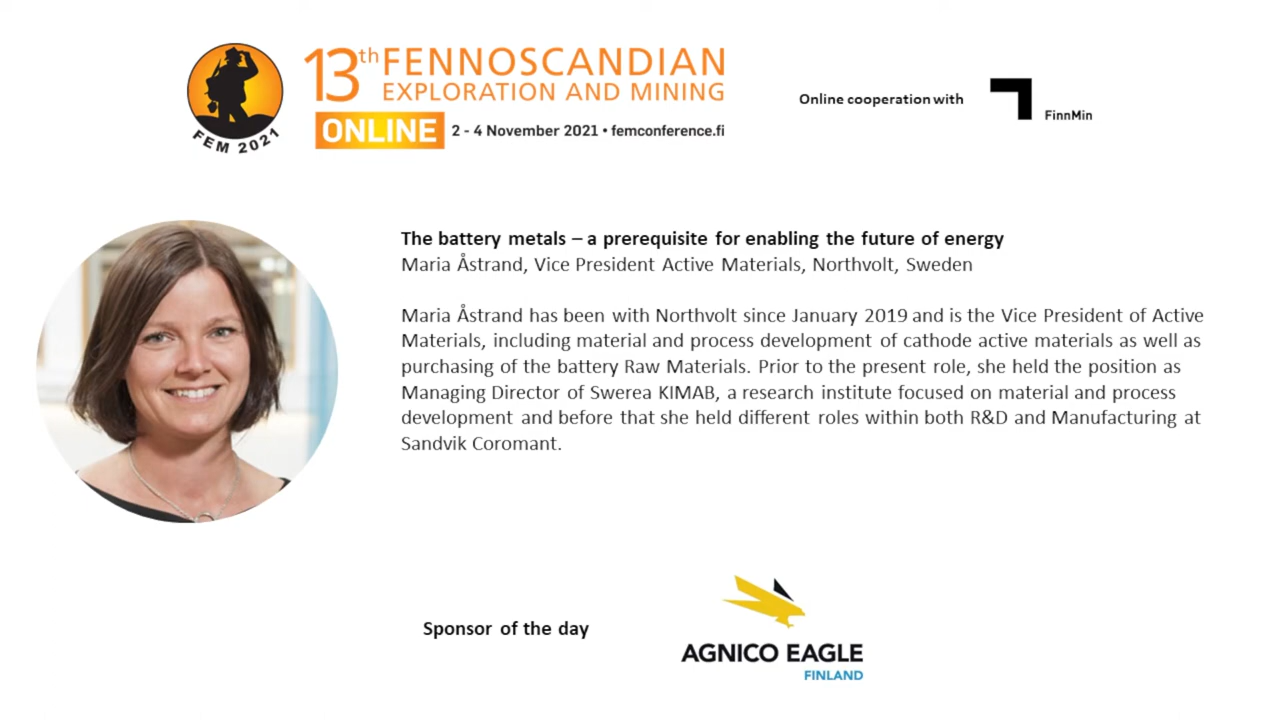 13th FENNOSCANDIAN
EXPLORATION AND MINING
ONLINE 2 - 4 November 2021 • femconference.fi
FEM 2021
Online cooperation with
FinnMin
The battery metals – a prerequisite for enabling the future of energy
Maria Åstrand, Vice President Active Materials, Northvolt, Sweden
Maria Åstrand has been with Northvolt since January 2019 and is the Vice President of Active
Materials, including material and process development of cathode active materials as well as
purchasing of the battery Raw Materials. Prior to the present role, she held the position as
Managing Director of Swerea KIMAB, a research institute focused on material and process
development and before that she held different roles within both R&D and Manufacturing at
Sandvik Coromant.
Sponsor of the day
AGNICO EAGLE
FINLAND